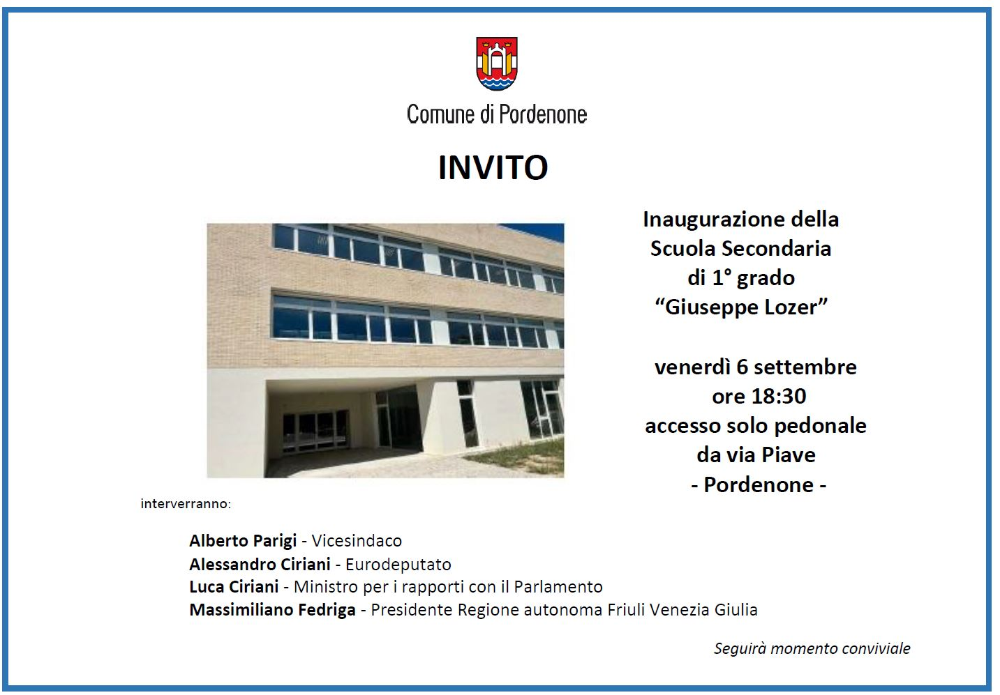 Comune di Pordenone
INVITO
Inaugurazione della
Scuola Secondaria
di 1° grado
“Giuseppe Lozer”
venerdì 6 settembre
ore 18:30
accesso solo pedonale
da via Piave
- Pordenone -
interverranno:
Alberto Parigi - Vicesindaco
Alessandro Ciriani - Eurodeputato
Luca Ciriani - Ministro per i rapporti con il Parlamento
Massimiliano Fedriga - Presidente Regione autonoma Friuli Venezia Giulia
Seguirà momento conviviale